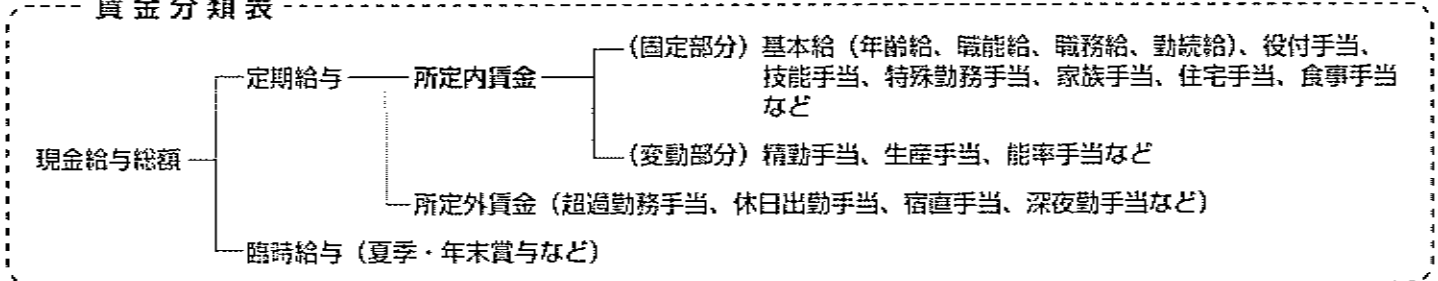 賃金分類表
(固定部分) 基本給 (年齢給、職能給、職務給、勤続給)、役付手当、
定期給与 所定内賃金 技能手当、特殊勤務手当、家族手当、住宅手当、食事手当
など
現金給与総額 (変動部分) 精勤手当、生産手当、能率手当など
所定外賃金 (超過勤務手当、休日出勤手当、宿直手当、深夜勤手当など)
臨時給与 (夏季・年末賞与など)